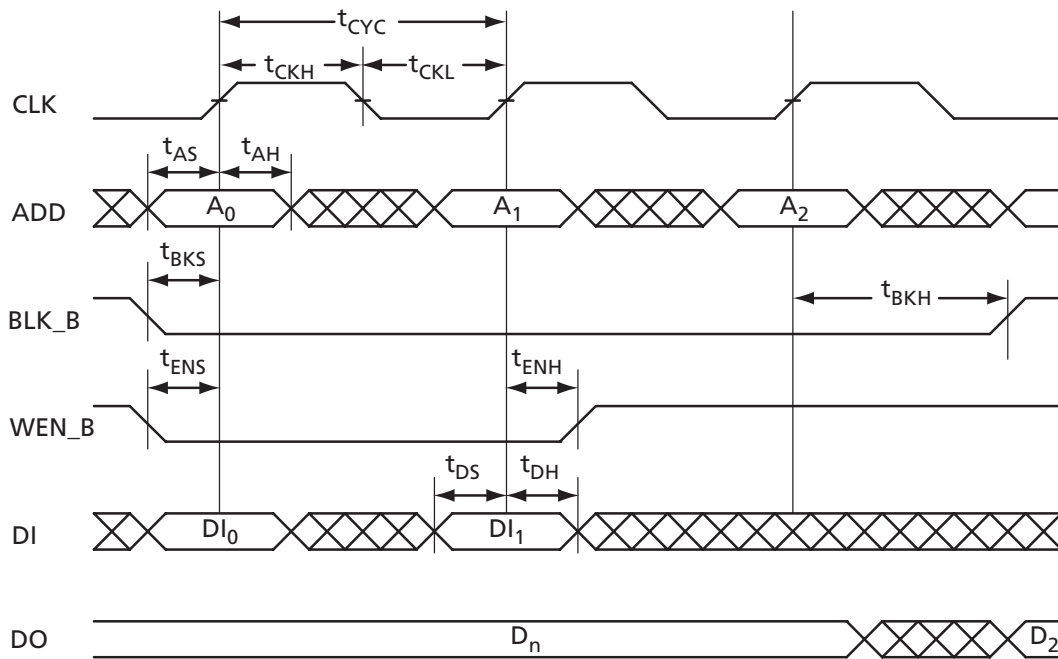 tCYC
tCKH tCKL
CLK
tAS tAH
ADD A0 A1 A2
tBKS
tBKH
BLK_B
tENS tENH
WEN_B
tDS tDH
DI DI0 DI1
DO Dn D2